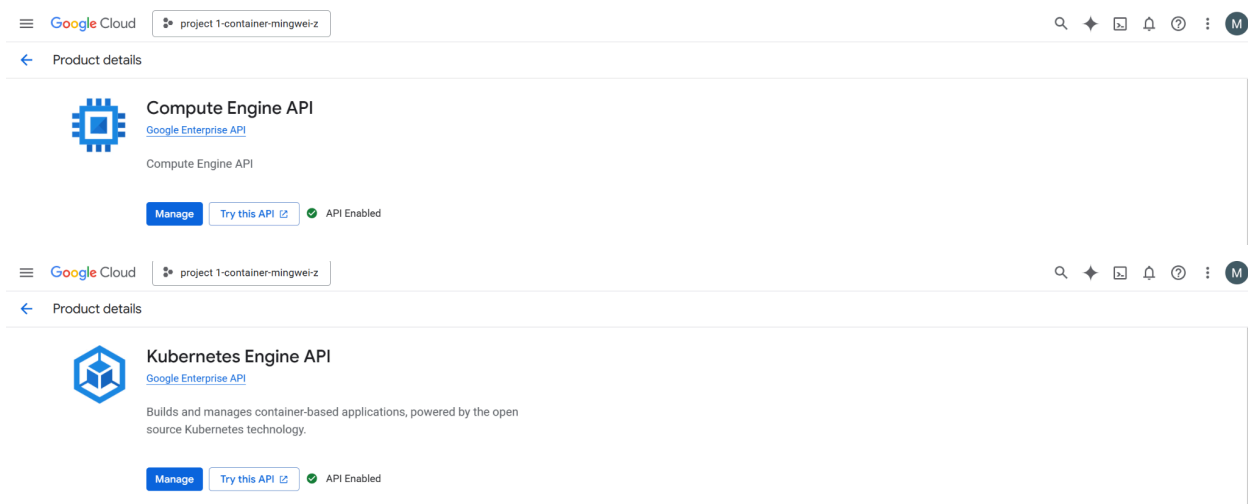 Google Cloud project 1-container-mingwei-z M
Product details
Compute Engine API
Google Enterprise API
Compute Engine API
Manage Try this API API Enabled
Google Cloud project 1-container-mingwei-z M
Product details
Kubernetes Engine API
Google Enterprise API
Builds and manages container-based applications, powered by the open
source Kubernetes technology.
Manage Try this API API Enabled